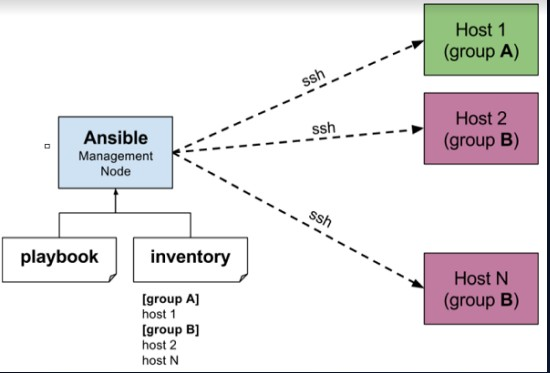 Host 1
(group A)
ssh
Host 2
(group B)
ssh
Ansible
Management
Node
ssh
playbook
inventory
Host N
(group B)
[group A]
host 1
[group B]
host 2
host N